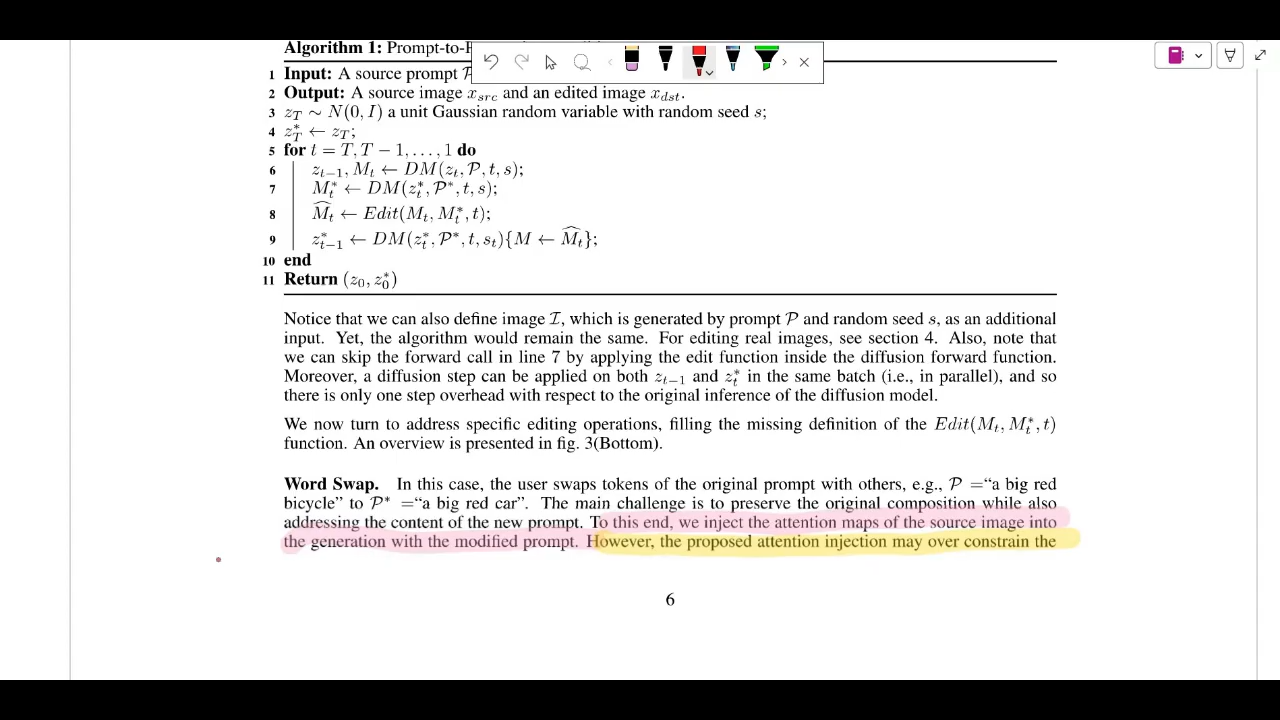 Algorithm 1: Prompt-to-
1 Input: A source prompt
2 Output: A source image x_src and an edited image x_dst.
3 z_T ∼ N(0, I) a unit Gaussian random variable with random seed s;
4 z*_T ← z_T;
5 for t = T, T − 1, . . . , 1 do
6 z_{t−1}, M_t ← DM(z_t, P, t, s);
7 M*_t ← DM(z*_t, P*, t, s);
8 M̂_t ← Edit(M_t, M*_t, t);
9 z*_{t−1} ← DM(z*_t, P*, t, s_t){M ← M̂_t};
10 end
11 Return (z_0, z*_0)
Notice that we can also define image I, which is generated by prompt P and random seed s, as an additional
input. Yet, the algorithm would remain the same. For editing real images, see section 4. Also, note that
we can skip the forward call in line 7 by applying the edit function inside the diffusion forward function.
Moreover, a diffusion step can be applied on both z_{t−1} and z*_t in the same batch (i.e., in parallel), and so
there is only one step overhead with respect to the original inference of the diffusion model.
We now turn to address specific editing operations, filling the missing definition of the Edit(M_t, M*_t, t)
function. An overview is presented in fig. 3(Bottom).
Word Swap. In this case, the user swaps tokens of the original prompt with others, e.g., P =“a big red
bicycle” to P* =“a big red car”. The main challenge is to preserve the original composition while also
addressing the content of the new prompt. To this end, we inject the attention maps of the source image into
the generation with the modified prompt. However, the proposed attention injection may over constrain the
6